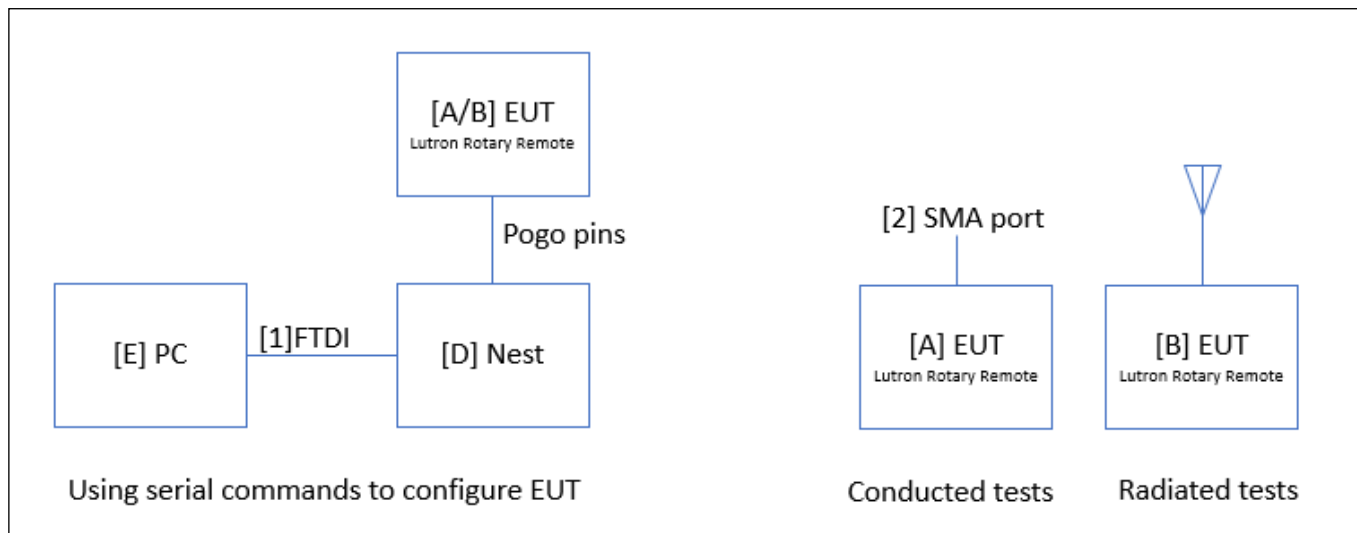 [A/B] EUT
Lutron Rotary Remote
Pogo pins
[E] PC
[1]FTDI
[D] Nest
Using serial commands to configure EUT
[2] SMA port
[A] EUT
Lutron Rotary Remote
Conducted tests
[B] EUT
Lutron Rotary Remote
Radiated tests